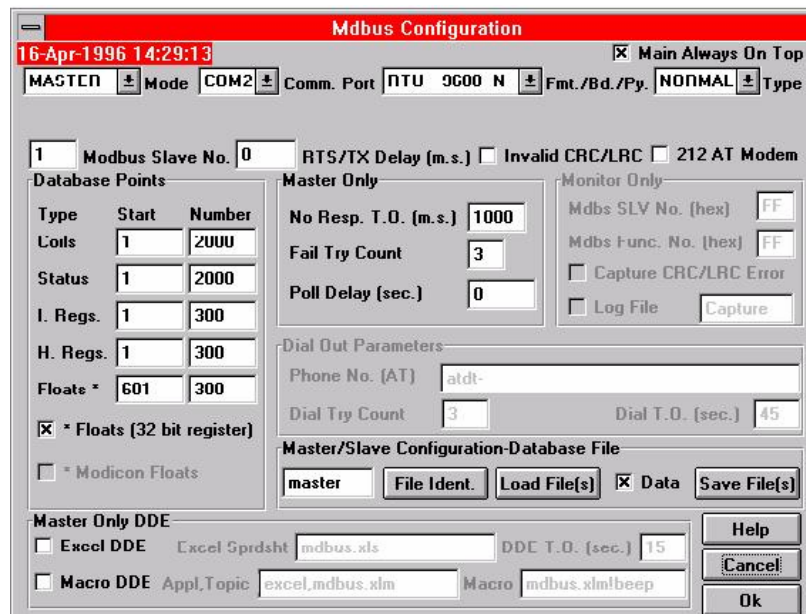 Mdbus Configuration
16-Apr-1996 14:29:13
Main Always On Top
MASTER Mode COM2 Comm. Port RTU 9600 N Fmt./Bd./Py. NORMAL Type
1 Modbus Slave No. 0 RTS/TX Delay (m.s.) Invalid CRC/LRC 212 AT Modem
Database Points
Type Start Number
Coils 1 2000
Status 1 2000
I. Regs. 1 300
H. Regs. 1 300
Floats * 601 300
* Floats (32 bit register)
* Modicon Floats
Master Only
No Resp. T.O. (m.s.) 1000
Fail Try Count 3
Poll Delay (sec.) 0
Monitor Only
Mdbs SLV No. (hex) FF
Mdbs Func. No. (hex) FF
Capture CRC/LRC Error
Log File Capture
Dial Out Parameters
Phone No. (AT) atdt-
Dial Try Count 3 Dial T.O. (sec.) 45
Master/Slave Configuration-Database File
master File Ident. Load File(s) Data Save File(s)
Master Only DDE
Excel DDE Excel Sprdsht mdbus.xls DDE T.O. (sec.) 15
Macro DDE Appl,Topic excel,mdbus.xlm Macro mdbus.xlm!beep
Help
Cancel
Ok